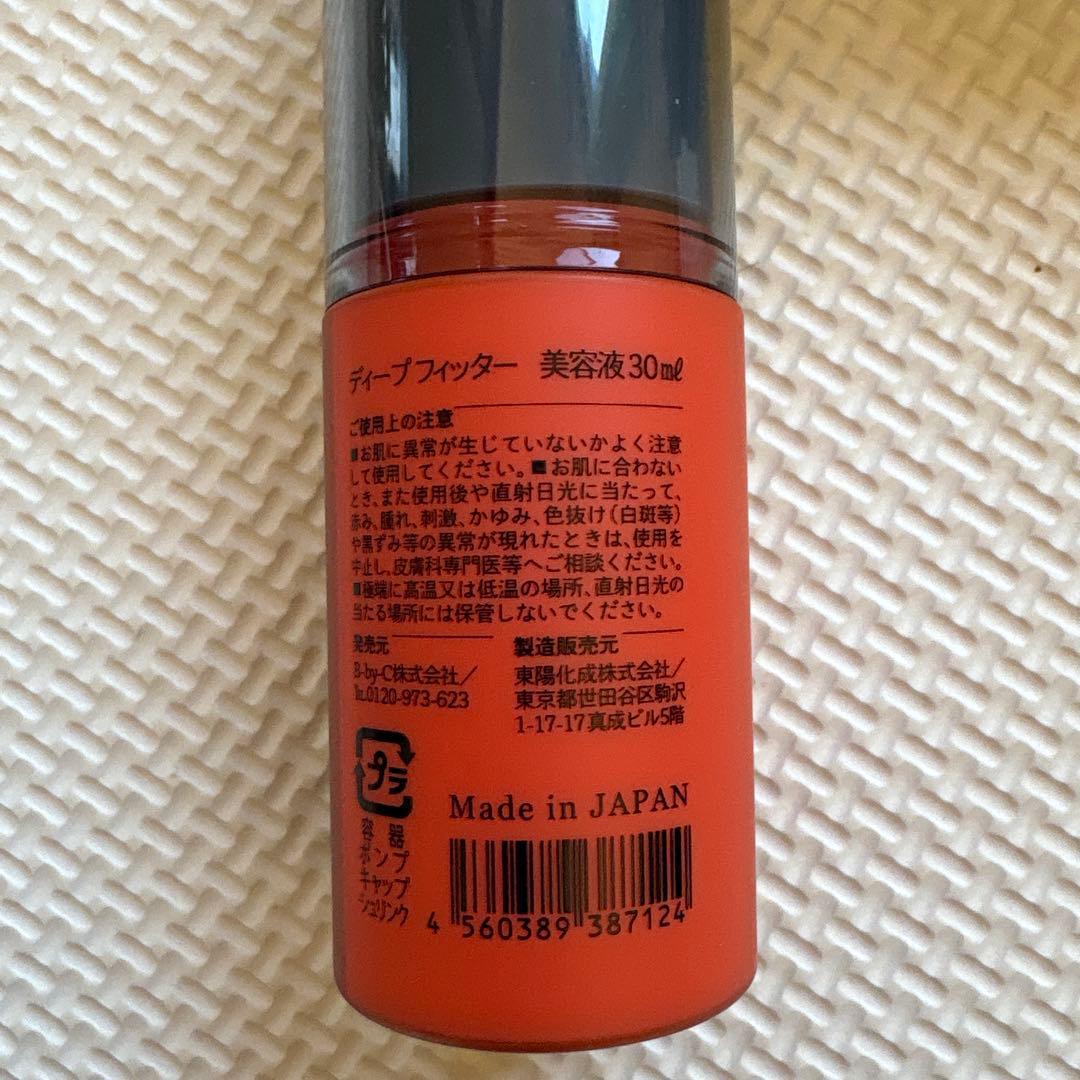 ディープフィッター 美容液30ml
ご使用上の注意
■お肌に異常が生じていないかよく注意
して使用してください。■お肌に合わない
とき、また使用後や直射日光に当たって、
赤み、腫れ、刺激、かゆみ、色抜け(白斑等)
や黒ずみ等の異常が現れたときは、使用を
中止し、皮膚科専門医等へご相談ください。
■極端に高温又は低温の場所、直射日光の
当たる場所には保管しないでください。
発売元
B-by-C株式会社/
℡0120-973-623
製造販売元
東陽化成株式会社/
東京都世田谷区駒沢
1-17-17真成ビル5階
プラ
容器
ポンプ
キャップ
シュリンク
Made in JAPAN
4 560389 387124